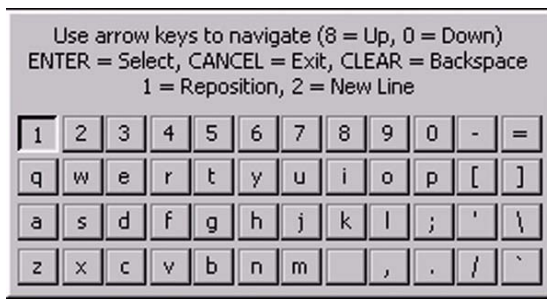 Use arrow keys to navigate (8 = Up, 0 = Down)
ENTER = Select, CANCEL = Exit, CLEAR = Backspace
1 = Reposition, 2 = New Line
1 2 3 4 5 6 7 8 9 0 - =
q w e r t y u i o p [ ]
a s d f g h j k l ; ' \
z x c v b n m , . / `